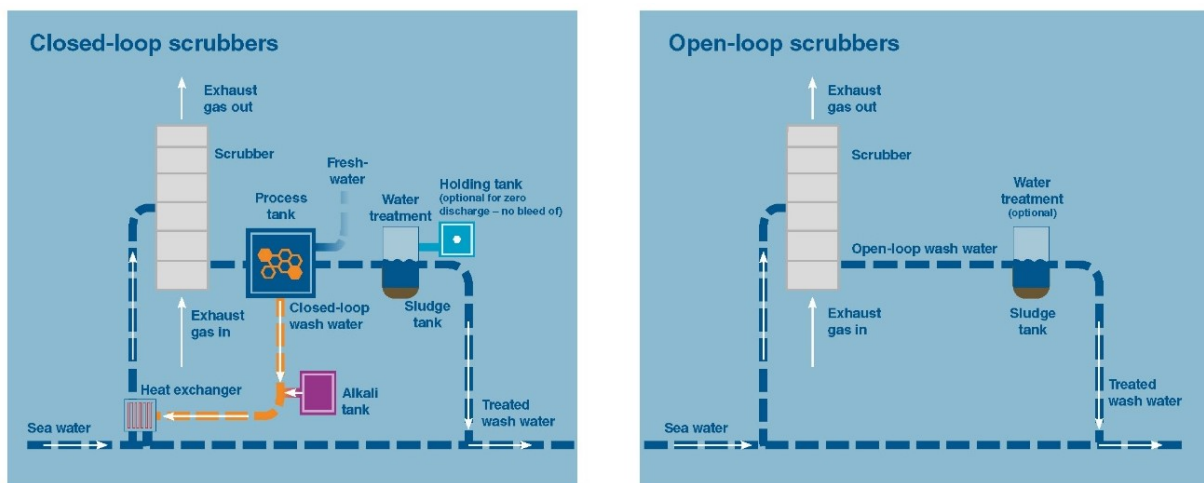 Closed-loop scrubbers
Exhaust
gas out
Scrubber
Fresh-
water
Process
tank
Water
treatment
Holding tank
(optional for zero
discharge – no bleed of)
Exhaust
gas in
Closed-loop
wash water
Sludge
tank
Heat exchanger
Alkali
tank
Treated
wash water
Sea water
Open-loop scrubbers
Exhaust
gas out
Scrubber
Water
treatment
(optional)
Open-loop wash water
Exhaust
gas in
Sludge
tank
Treated
wash water
Sea water